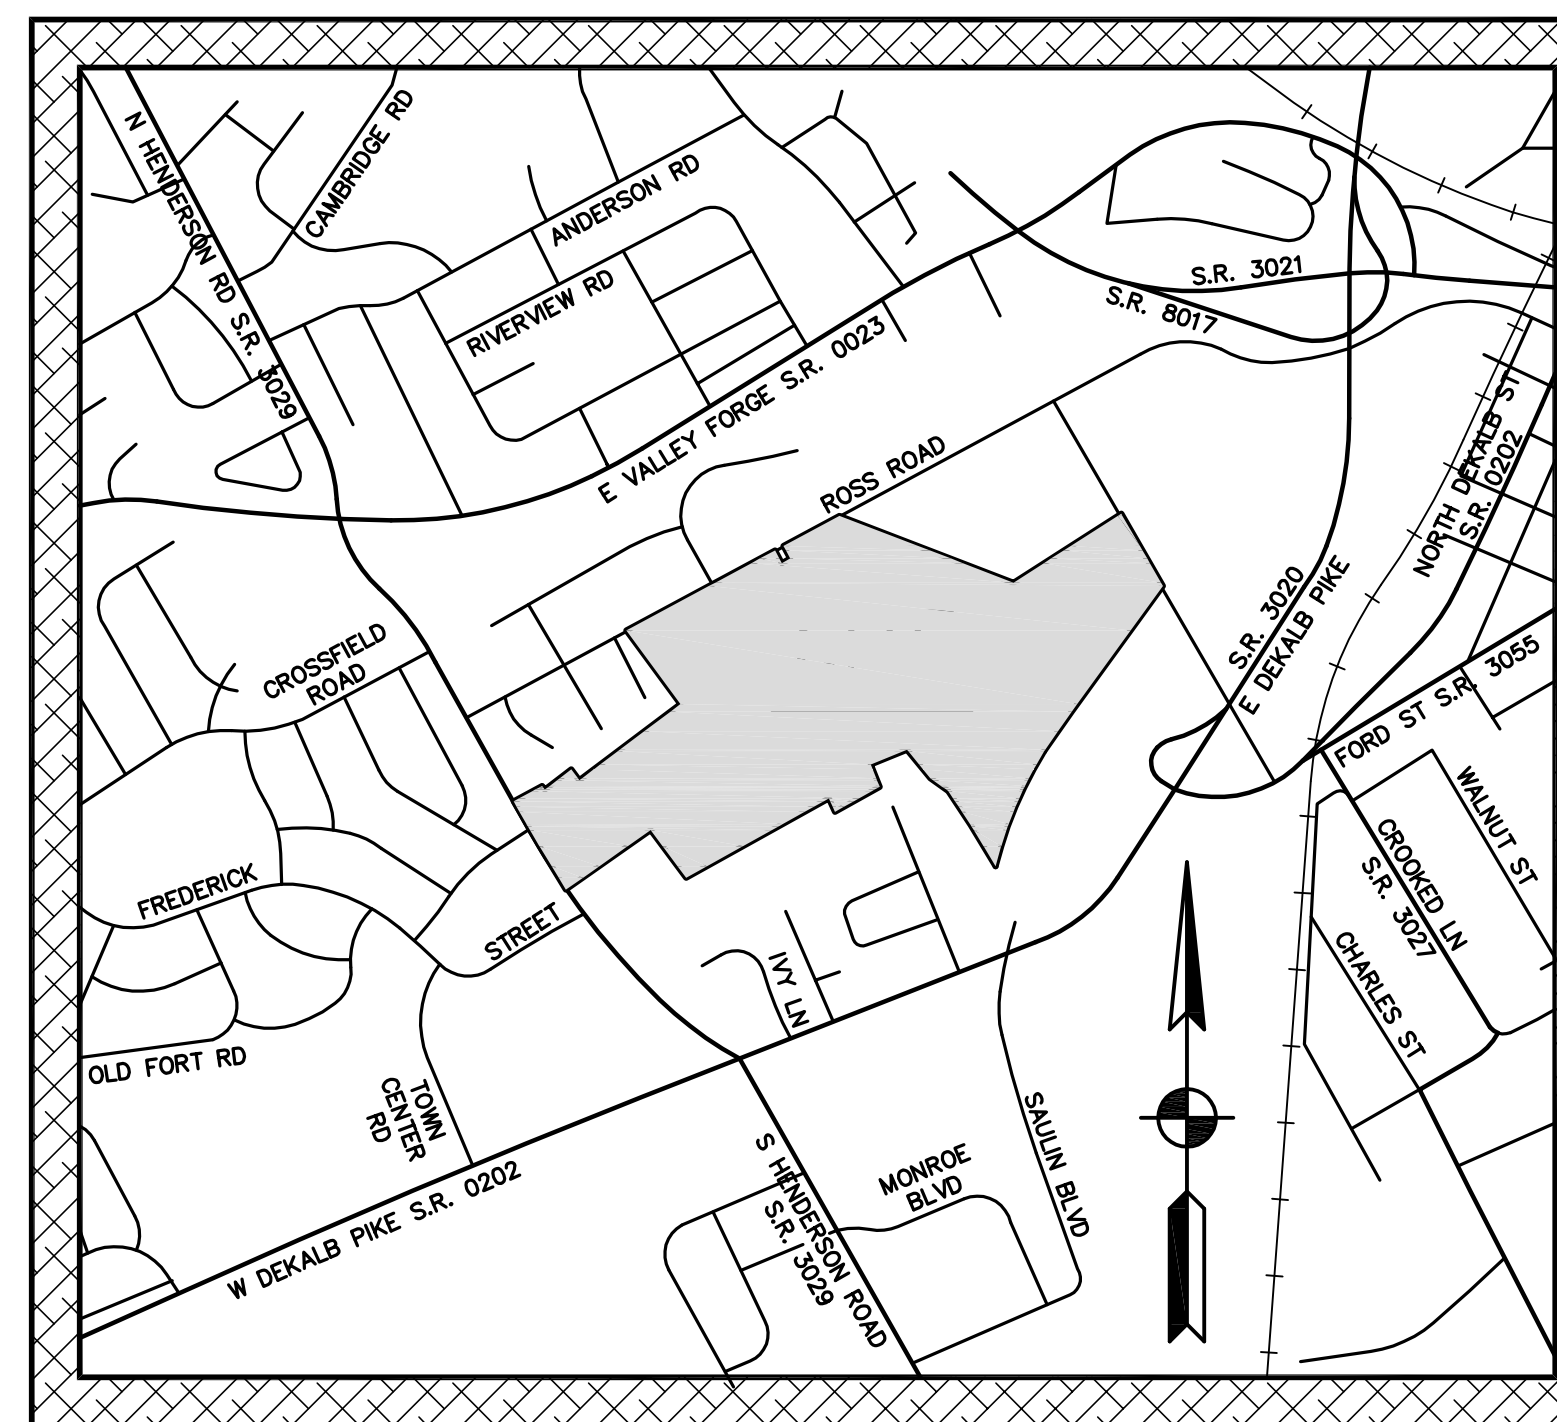 N HENDERSON RD S.R. 3029
CAMBRIDGE RD
ANDERSON RD
RIVERVIEW RD
E VALLEY FORGE S.R. 0023
S.R. 3021
S.R. 8017
ROSS ROAD
NORTH DEKALB ST
S.R. 0202
S.R. 3020
E DEKALB PIKE
FORD ST S.R. 3055
CROSSFIELD
ROAD
WALNUT ST
CROOKED LN
S.R. 3027
CHARLES ST
FREDERICK
STREET
IVY LN
OLD FORT RD
TOWN
CENTER
RD
W DEKALB PIKE S.R. 0202
S HENDERSON ROAD
S.R. 3029
MONROE
BLVD
SAULIN BLVD